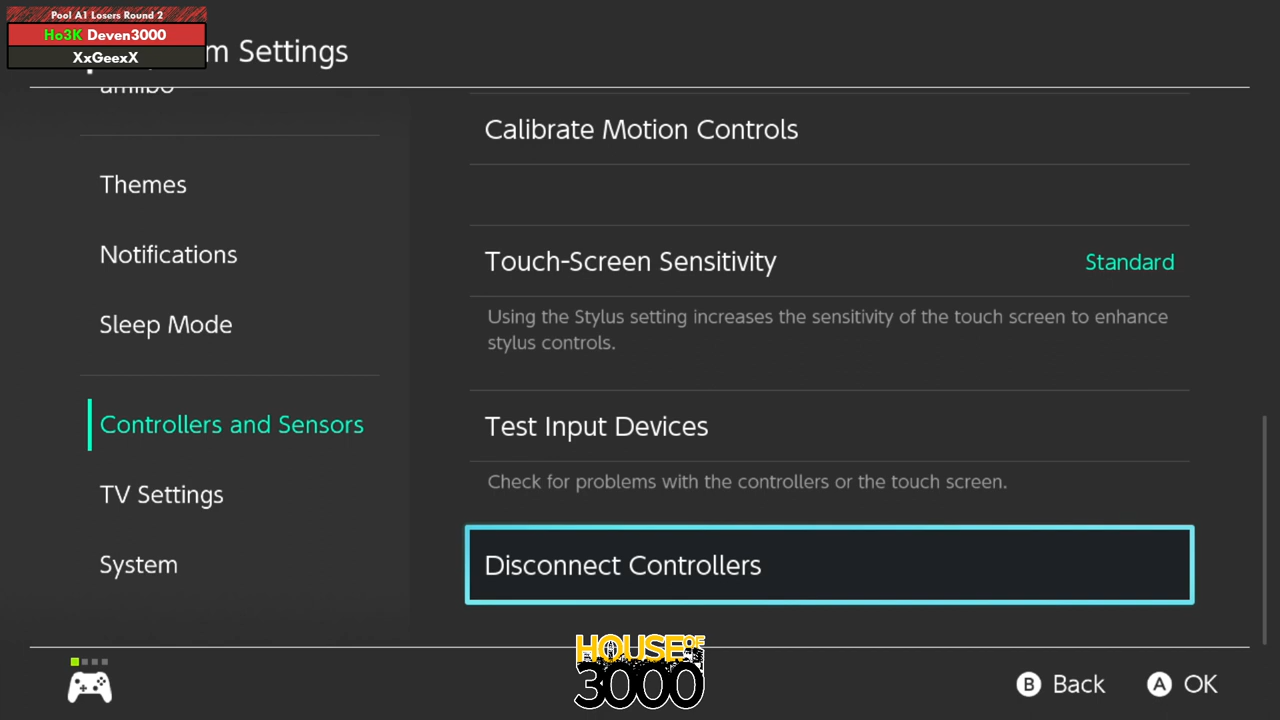 Pool A1 Losers Round 2
Ho3K Deven3000
XxGeexX
m Settings
amiibo
Themes
Notifications
Sleep Mode
Controllers and Sensors
TV Settings
System
Calibrate Motion Controls
Touch-Screen Sensitivity Standard
Using the Stylus setting increases the sensitivity of the touch screen to enhance
stylus controls.
Test Input Devices
Check for problems with the controllers or the touch screen.
Disconnect Controllers
HOUSE OF
3000
B Back A OK